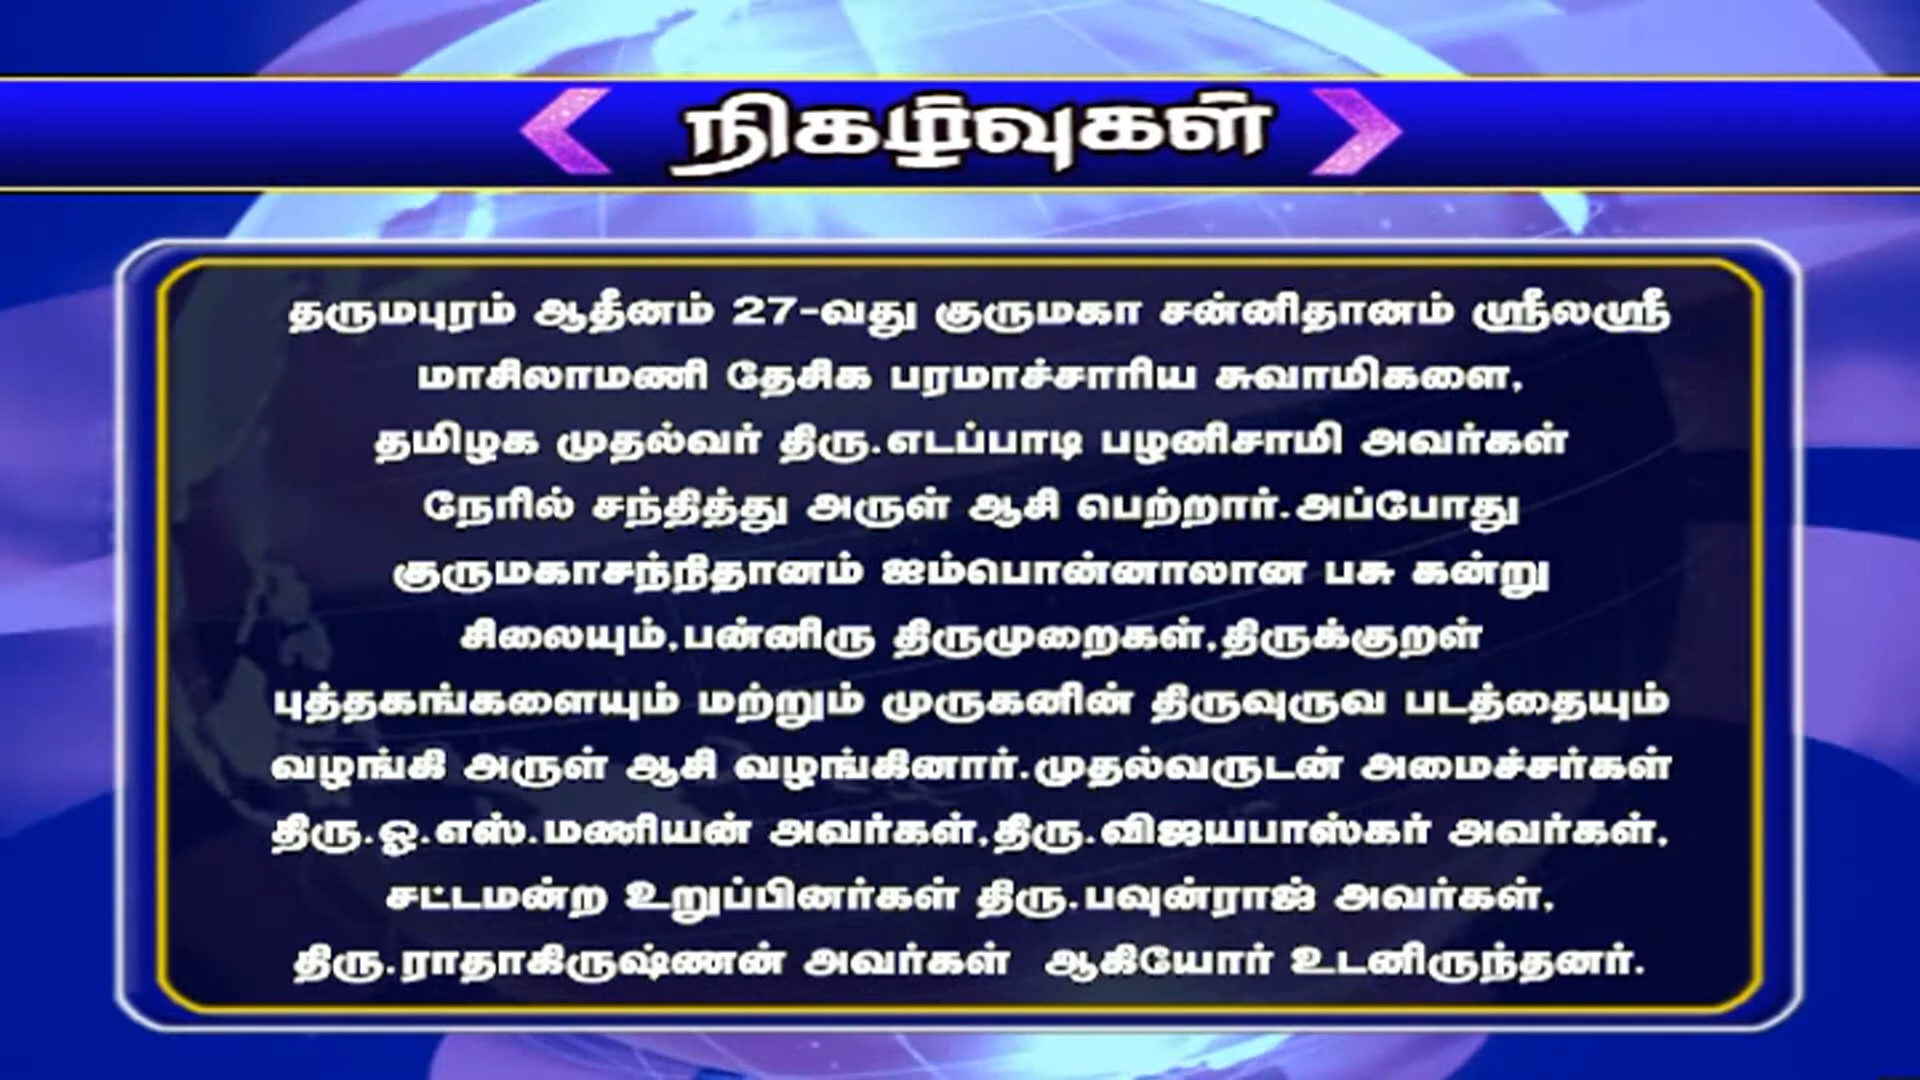 நிகழ்வுகள்
தருமபுரம் ஆதீனம் 27-வது குருமகா சன்னிதானம் ஸ்ரீலஸ்ரீ
மாசிலாமணி தேசிக பரமாச்சாரிய சுவாமிகளை,
தமிழக முதல்வர் திரு.எடப்பாடி பழனிசாமி அவர்கள்
நேரில் சந்தித்து அருள் ஆசி பெற்றார்.அப்போது
குருமகாசந்நிதானம் ஐம்பொன்னாலான பசு கன்று
சிலையும்,பன்னிரு திருமுறைகள்,திருக்குறள்
புத்தகங்களையும் மற்றும் முருகனின் திருவுருவ படத்தையும்
வழங்கி அருள் ஆசி வழங்கினார்.முதல்வருடன் அமைச்சர்கள்
திரு.ஓ.எஸ்.மணியன் அவர்கள்,திரு.விஜயபாஸ்கர் அவர்கள்,
சட்டமன்ற உறுப்பினர்கள் திரு.பவுன்ராஜ் அவர்கள்,
திரு.ராதாகிருஷ்ணன் அவர்கள் ஆகியோர் உடனிருந்தனர்.